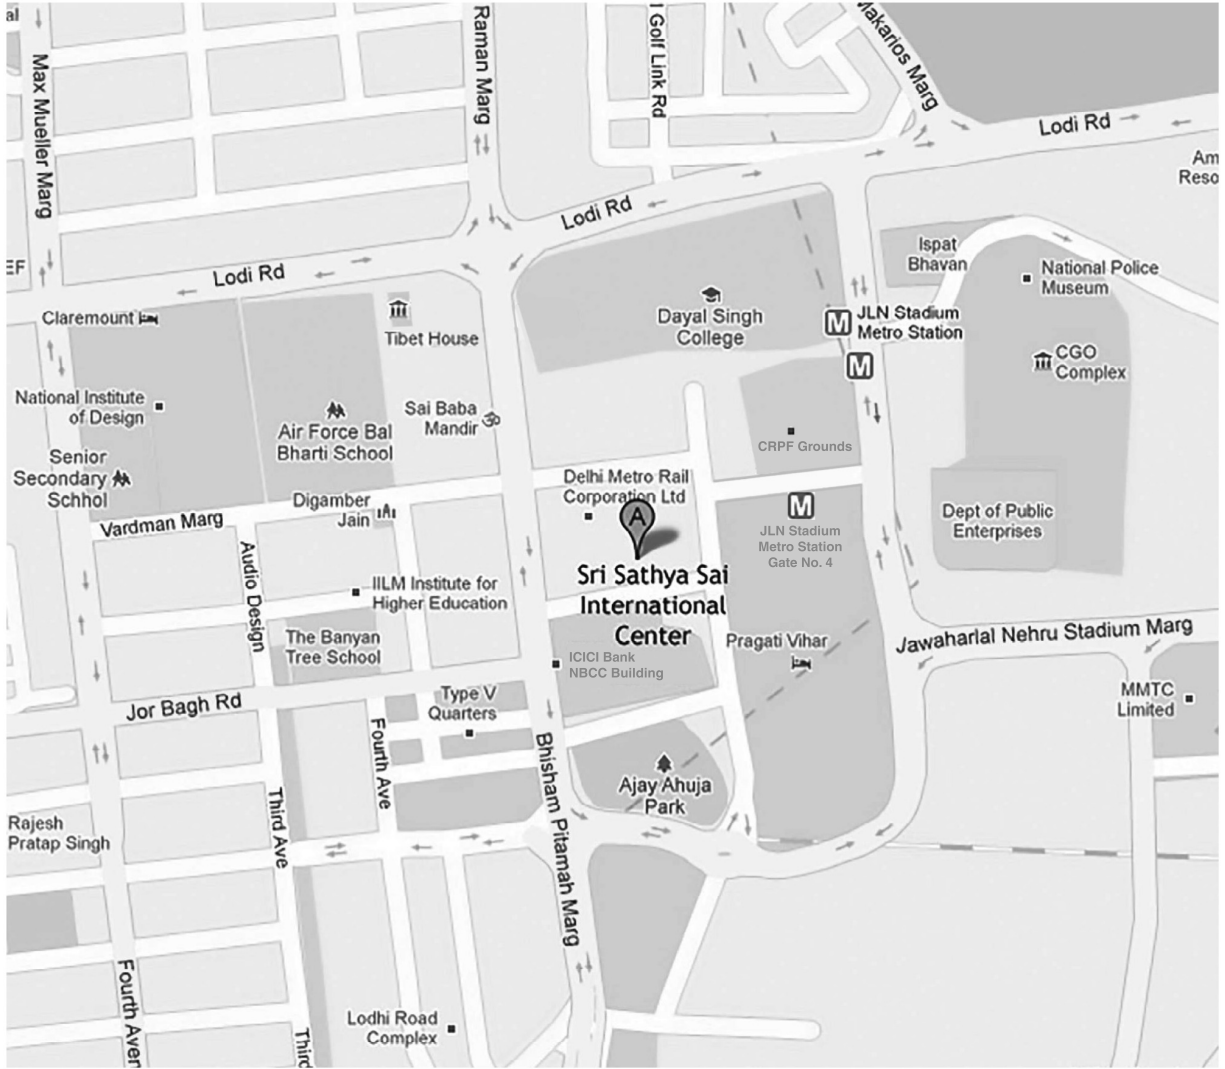 al
Max Mueller Marg
Raman Marg
l Golf Link Rd
Makarios Marg
Lodi Rd
Am
Reso
Lodi Rd
Lodi Rd
EF
Ispat
Bhavan
National Police
Museum
Claremount
Tibet House
Dayal Singh
College
JLN Stadium
Metro Station
M
M
CGO
Complex
National Institute
of Design
Air Force Bal
Bharti School
Sai Baba
Mandir
CRPF Grounds
Senior
Secondary
Schhol
Delhi Metro Rail
Corporation Ltd
Digamber
Jain
Vardman Marg
A
M
JLN Stadium
Metro Station
Gate No. 4
Dept of Public
Enterprises
Audio Design
Sri Sathya Sai
International
Center
IILM Institute for
Higher Education
The Banyan
Tree School
ICICI Bank
NBCC Building
Pragati Vihar
Jawaharlal Nehru Stadium Marg
Jor Bagh Rd
Type V
Quarters
MMTC
Limited
Fourth Ave
Bhisham Pitamah Marg
Ajay Ahuja
Park
Third Ave
Rajesh
Pratap Singh
Fourth Aven
Lodhi Road
Complex
Third